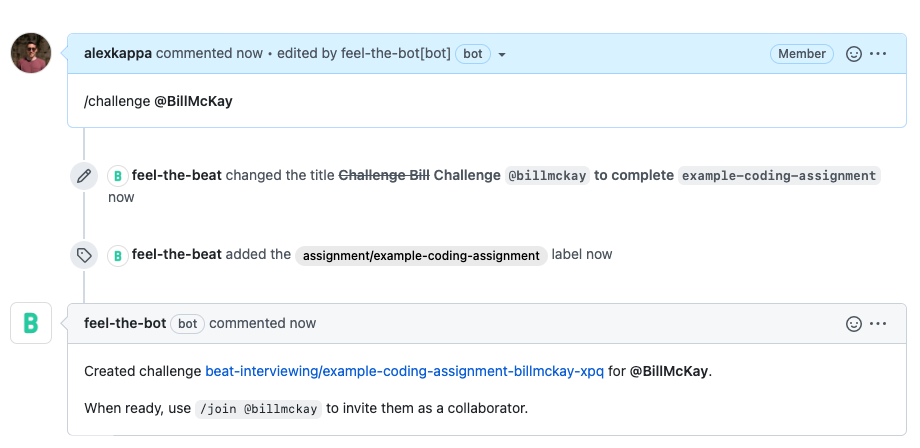 alexkappa commented now • edited by feel-the-bot[bot] bot
Member
/challenge @BillMcKay
B feel-the-beat changed the title Challenge Bill Challenge @billmckay to complete example-coding-assignment
now
B feel-the-beat added the assignment/example-coding-assignment label now
B
feel-the-bot bot commented now
Created challenge beat-interviewing/example-coding-assignment-billmckay-xpq for @BillMcKay.
When ready, use /join @billmckay to invite them as a collaborator.